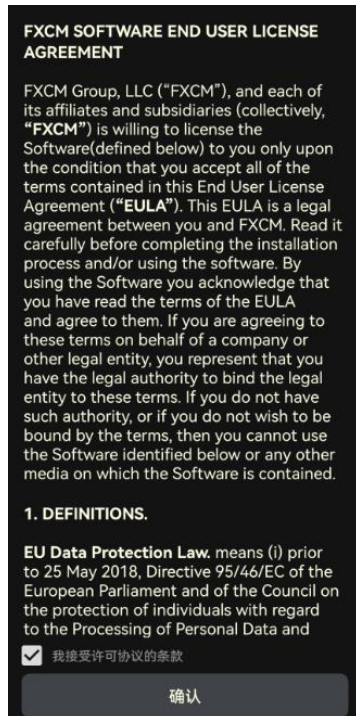 FXCM SOFTWARE END USER LICENSE
AGREEMENT
FXCM Group, LLC (“FXCM”), and each of
its affiliates and subsidiaries (collectively,
“FXCM”) is willing to license the
Software(defined below) to you only upon
the condition that you accept all of the
terms contained in this End User License
Agreement (“EULA”). This EULA is a legal
agreement between you and FXCM. Read it
carefully before completing the installation
process and/or using the software. By
using the Software you acknowledge that
you have read the terms of the EULA
and agree to them. If you are agreeing to
these terms on behalf of a company or
other legal entity, you represent that you
have the legal authority to bind the legal
entity to these terms. If you do not have
such authority, or if you do not wish to be
bound by the terms, then you cannot use
the Software identified below or any other
media on which the Software is contained.
1. DEFINITIONS.
EU Data Protection Law. means (i) prior
to 25 May 2018, Directive 95/46/EC of the
European Parliament and of the Council on
the protection of individuals with regard
to the Processing of Personal Data and
我接受许可协议的条款
确认